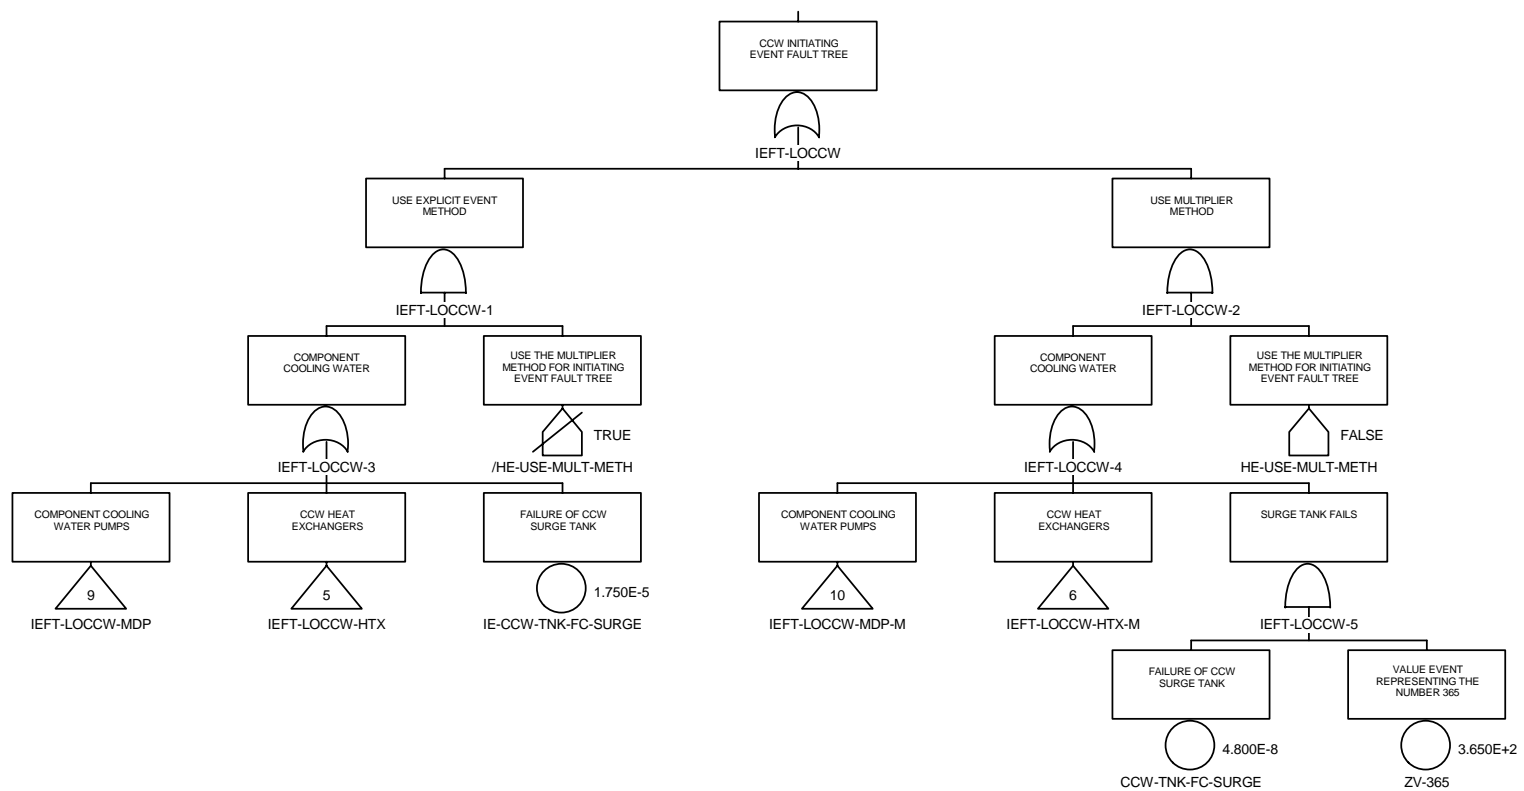 CCW INITIATING
EVENT FAULT TREE
IEFT-LOCCW
USE EXPLICIT EVENT
METHOD
IEFT-LOCCW-1
USE MULTIPLIER
METHOD
IEFT-LOCCW-2
COMPONENT
COOLING WATER
IEFT-LOCCW-3
USE THE MULTIPLIER
METHOD FOR INITIATING
EVENT FAULT TREE
TRUE
/HE-USE-MULT-METH
COMPONENT
COOLING WATER
IEFT-LOCCW-4
USE THE MULTIPLIER
METHOD FOR INITIATING
EVENT FAULT TREE
FALSE
HE-USE-MULT-METH
COMPONENT COOLING
WATER PUMPS
9
IEFT-LOCCW-MDP
CCW HEAT
EXCHANGERS
5
IEFT-LOCCW-HTX
FAILURE OF CCW
SURGE TANK
1.750E-5
IE-CCW-TNK-FC-SURGE
COMPONENT COOLING
WATER PUMPS
10
IEFT-LOCCW-MDP-M
CCW HEAT
EXCHANGERS
6
IEFT-LOCCW-HTX-M
SURGE TANK FAILS
IEFT-LOCCW-5
FAILURE OF CCW
SURGE TANK
4.800E-8
CCW-TNK-FC-SURGE
VALUE EVENT
REPRESENTING THE
NUMBER 365
3.650E+2
ZV-365